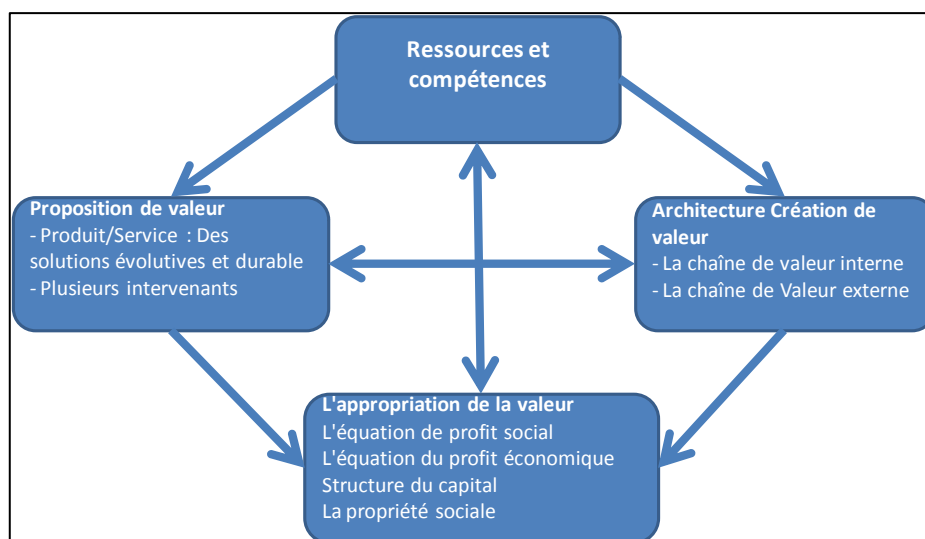 Ressources et
compétences
Proposition de valeur
- Produit/Service : Des
solutions évolutives et durable
- Plusieurs intervenants
Architecture Création de
valeur
- La chaîne de valeur interne
- La chaîne de Valeur externe
L'appropriation de la valeur
L'équation de profit social
L'équation du profit économique
Structure du capital
La propriété sociale